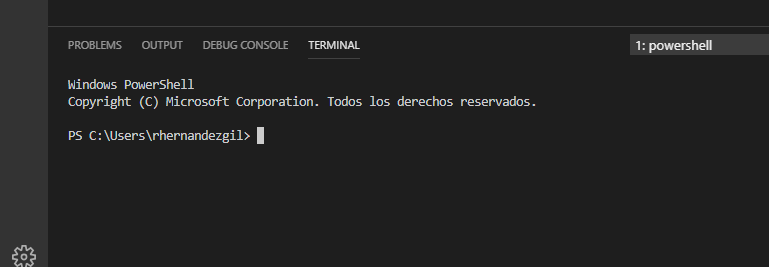 PROBLEMS OUTPUT DEBUG CONSOLE TERMINAL 1: powershell
Windows PowerShell
Copyright (C) Microsoft Corporation. Todos los derechos reservados.
PS C:\Users\rhernandezgil>